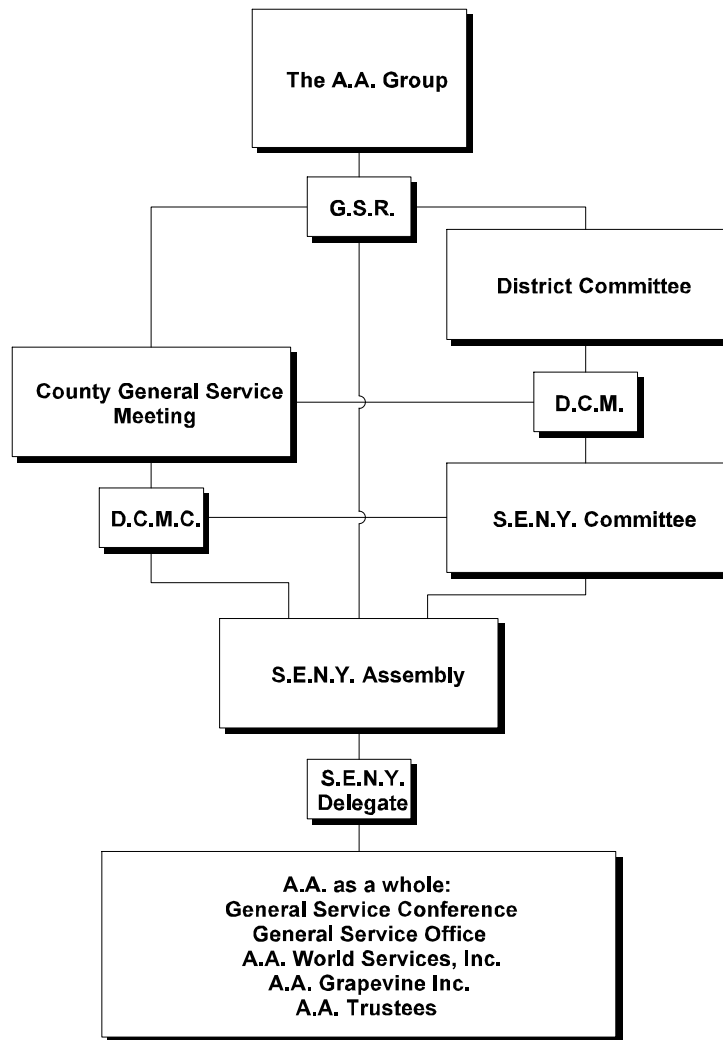 The A.A. Group
G.S.R.
District Committee
County General Service
Meeting
D.C.M.
D.C.M.C.
S.E.N.Y. Committee
S.E.N.Y. Assembly
S.E.N.Y.
Delegate
A.A. as a whole:
General Service Conference
General Service Office
A.A. World Services, Inc.
A.A. Grapevine Inc.
A.A. Trustees